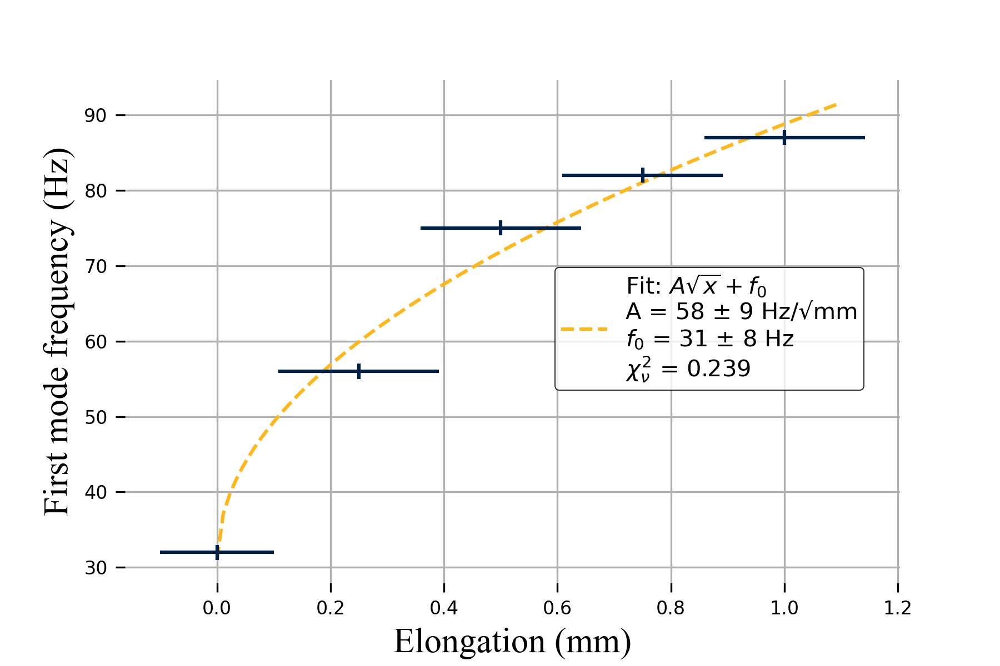 First mode frequency (Hz)
90
80
70
60
50
40
30
Fit: A√x + f₀
A = 58 ± 9 Hz/√mm
f₀ = 31 ± 8 Hz
χ²ᵥ = 0.239
0.0 0.2 0.4 0.6 0.8 1.0 1.2
Elongation (mm)